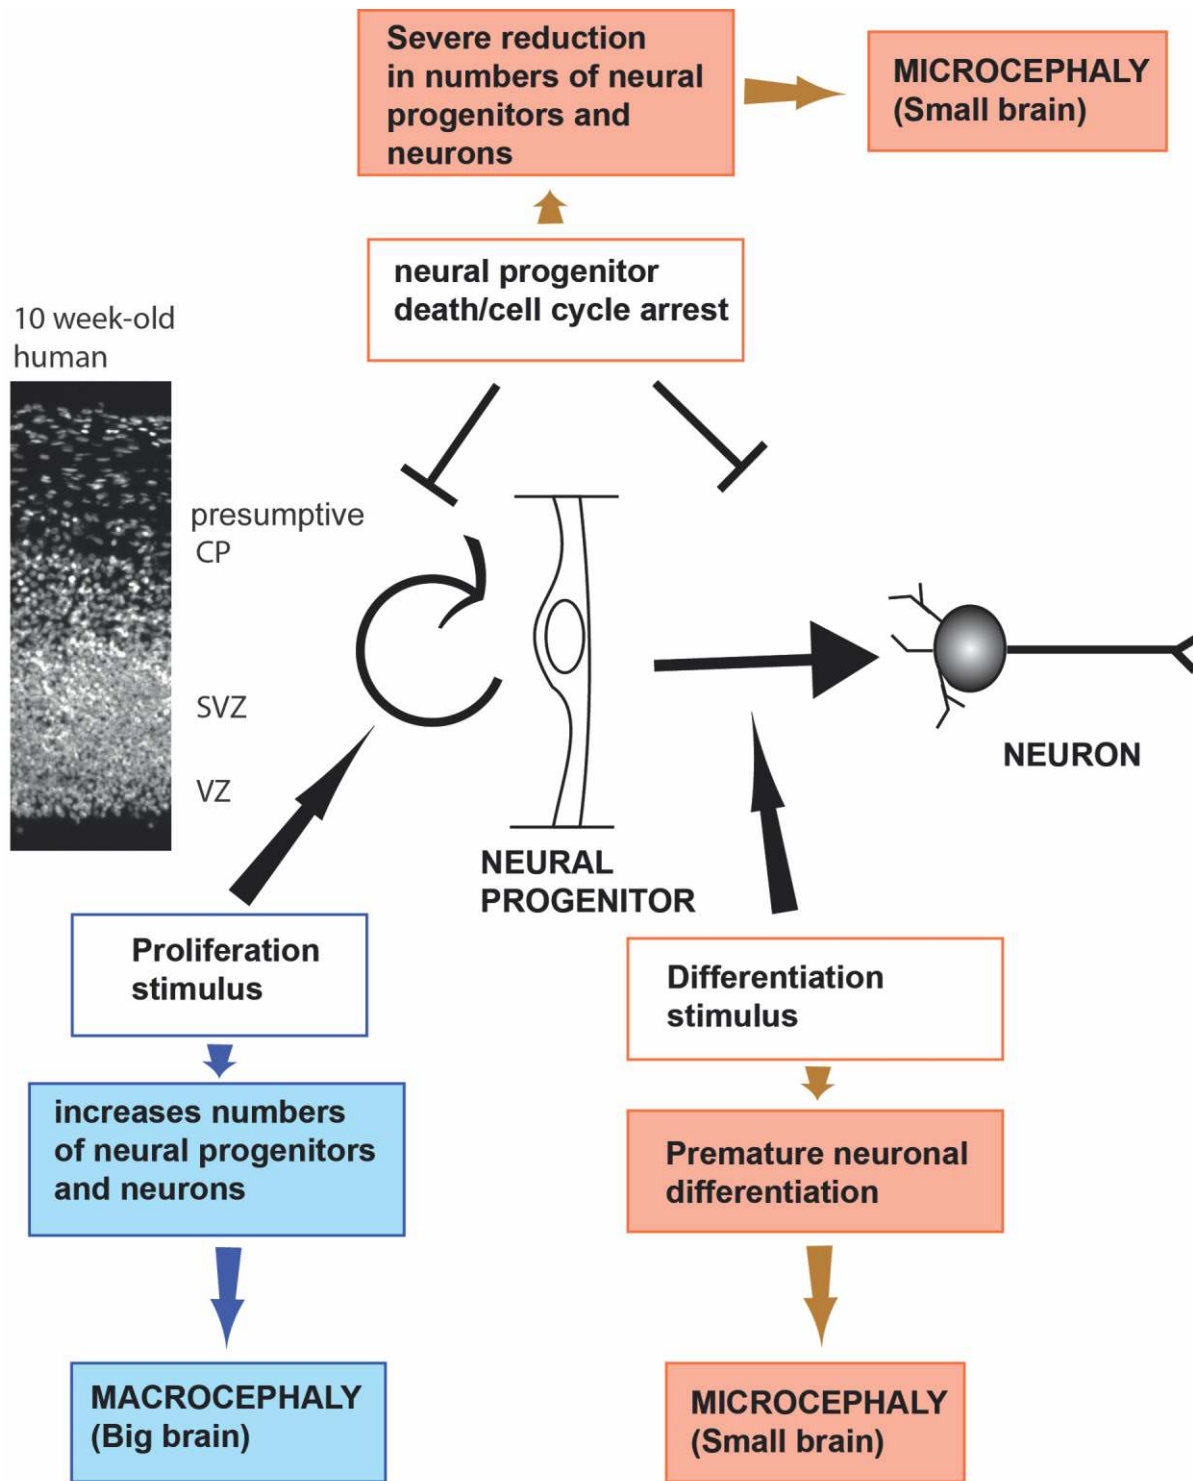 Severe reduction
in numbers of neural
progenitors and
neurons
MICROCEPHALY
(Small brain)
neural progenitor
death/cell cycle arrest
10 week-old
human
presumptive
CP
SVZ
VZ
NEURAL
PROGENITOR
NEURON
Proliferation
stimulus
Differentiation
stimulus
increases numbers
of neural progenitors
and neurons
Premature neuronal
differentiation
MACROCEPHALY
(Big brain)
MICROCEPHALY
(Small brain)